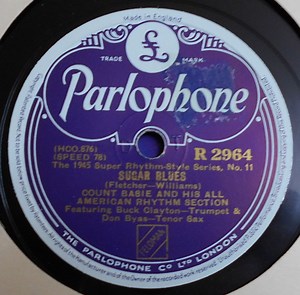 Made in England
£
TRADE MARK
Parlophone
(HCO.876)
(SPEED 78)
R 2964
The 1945 Super Rhythm-Style Series, No. 11
SUGAR BLUES
(Fletcher—Williams)
COUNT BASIE AND HIS ALL
AMERICAN RHYTHM SECTION
Featuring Buck Clayton—Trumpet &
Don Byas—Tenor Sax
THE PARLOPHONE CO LTD LONDON